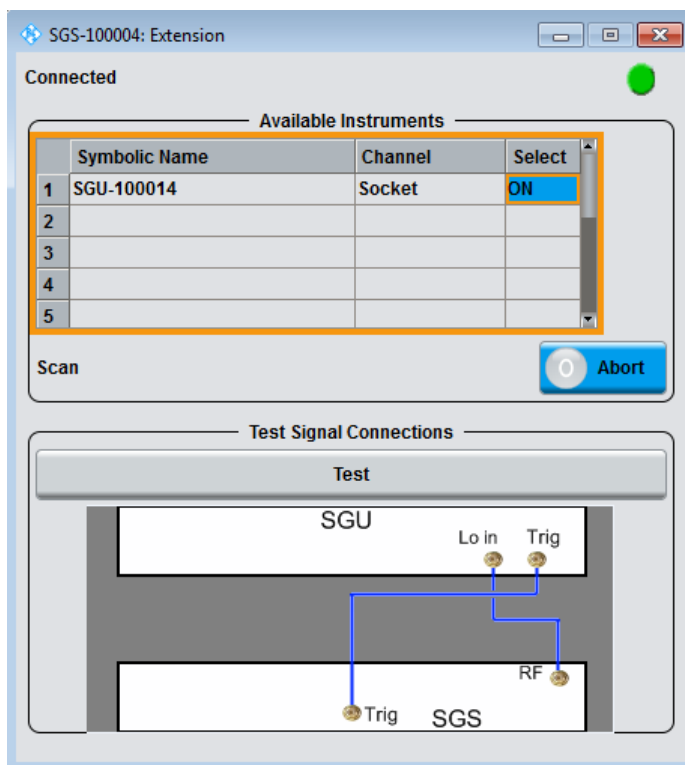 SGS-100004: Extension
Connected
Available Instruments
Symbolic Name Channel Select
1 SGU-100014 Socket ON
2
3
4
5
Scan Abort
Test Signal Connections
Test
SGU
Lo in Trig
RF
Trig SGS